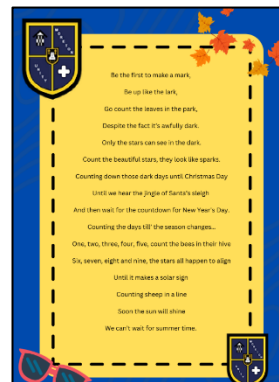 Be the first to make a mark,
Be up like the lark,
Go count the leaves in the park,
Despite the fact it's awfully dark.
Only the stars can see in the dark.
Count the beautiful stars, they look like sparks.
Counting down those dark days until Christmas Day
Until we hear the jingle of Santa's sleigh
And then wait for the countdown for New Year's Day.
Counting the days till' the season changes...
One, two, three, four, five, count the bees in their hive
Six, seven, eight and nine, the stars all happen to align
Until it makes a solar sign
Counting sheep in a line
Soon the sun will shine
We can't wait for summer time.